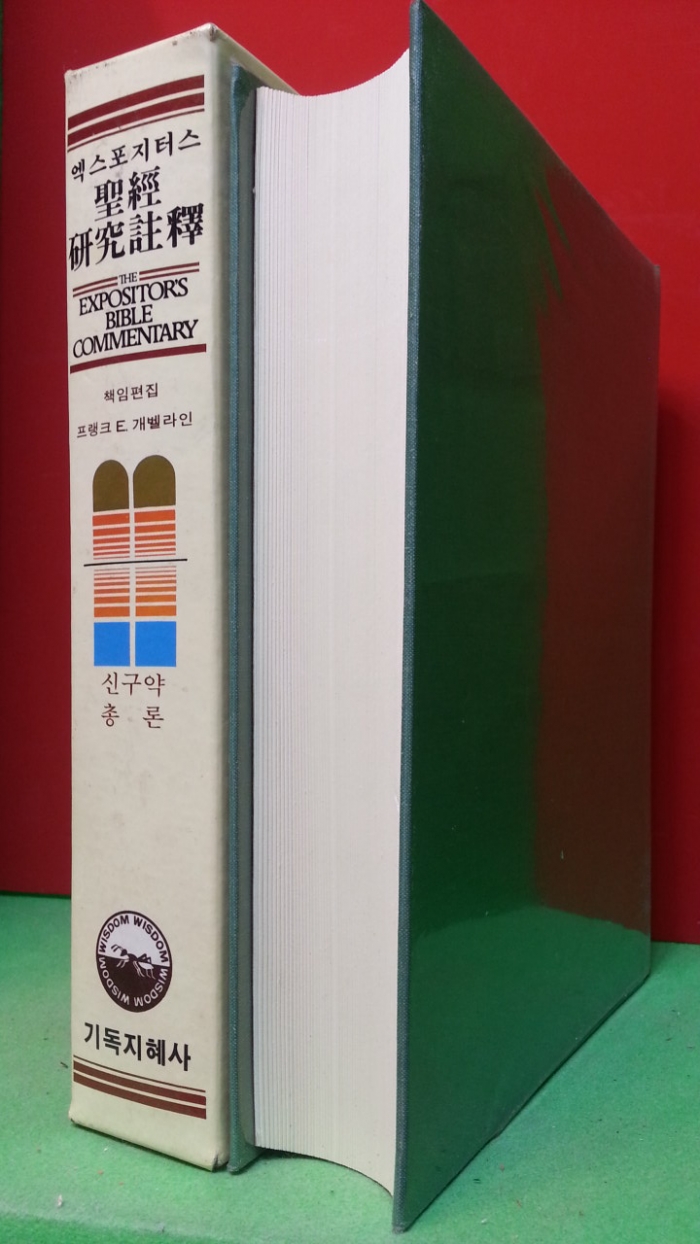 엑스포지터스
聖經
研究註釋
THE
EXPOSITOR'S
BIBLE
COMMENTARY
책임편집
프랭크 E. 개벨라인
신구약
총 론
WISDOM WISDOM WISDOM WISDOM
기독지혜사